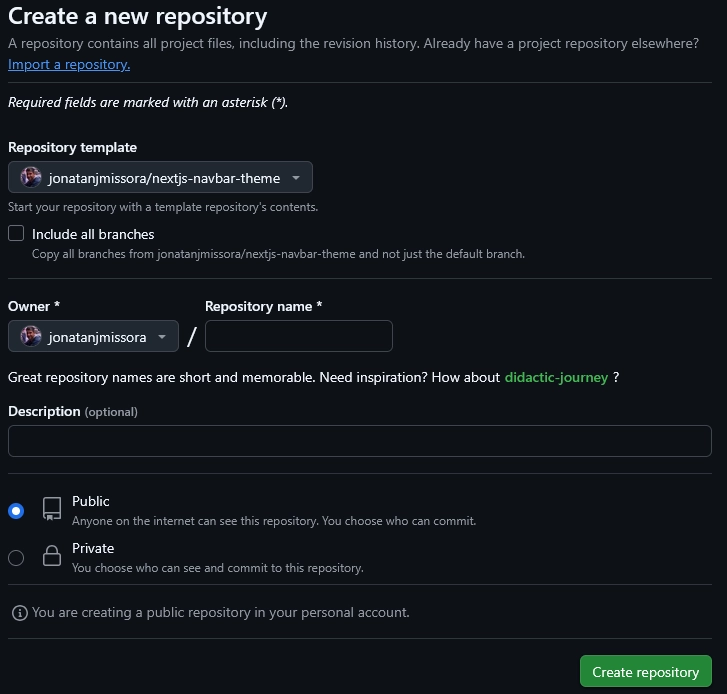 Create a new repository
A repository contains all project files, including the revision history. Already have a project repository elsewhere?
Import a repository.
Required fields are marked with an asterisk (*).
Repository template
jonatanjmissora/nextjs-navbar-theme
Start your repository with a template repository's contents.
Include all branches
Copy all branches from jonatanjmissora/nextjs-navbar-theme and not just the default branch.
Owner * Repository name *
jonatanjmissora /
Great repository names are short and memorable. Need inspiration? How about didactic-journey ?
Description (optional)
Public
Anyone on the internet can see this repository. You choose who can commit.
Private
You choose who can see and commit to this repository.
You are creating a public repository in your personal account.
Create repository